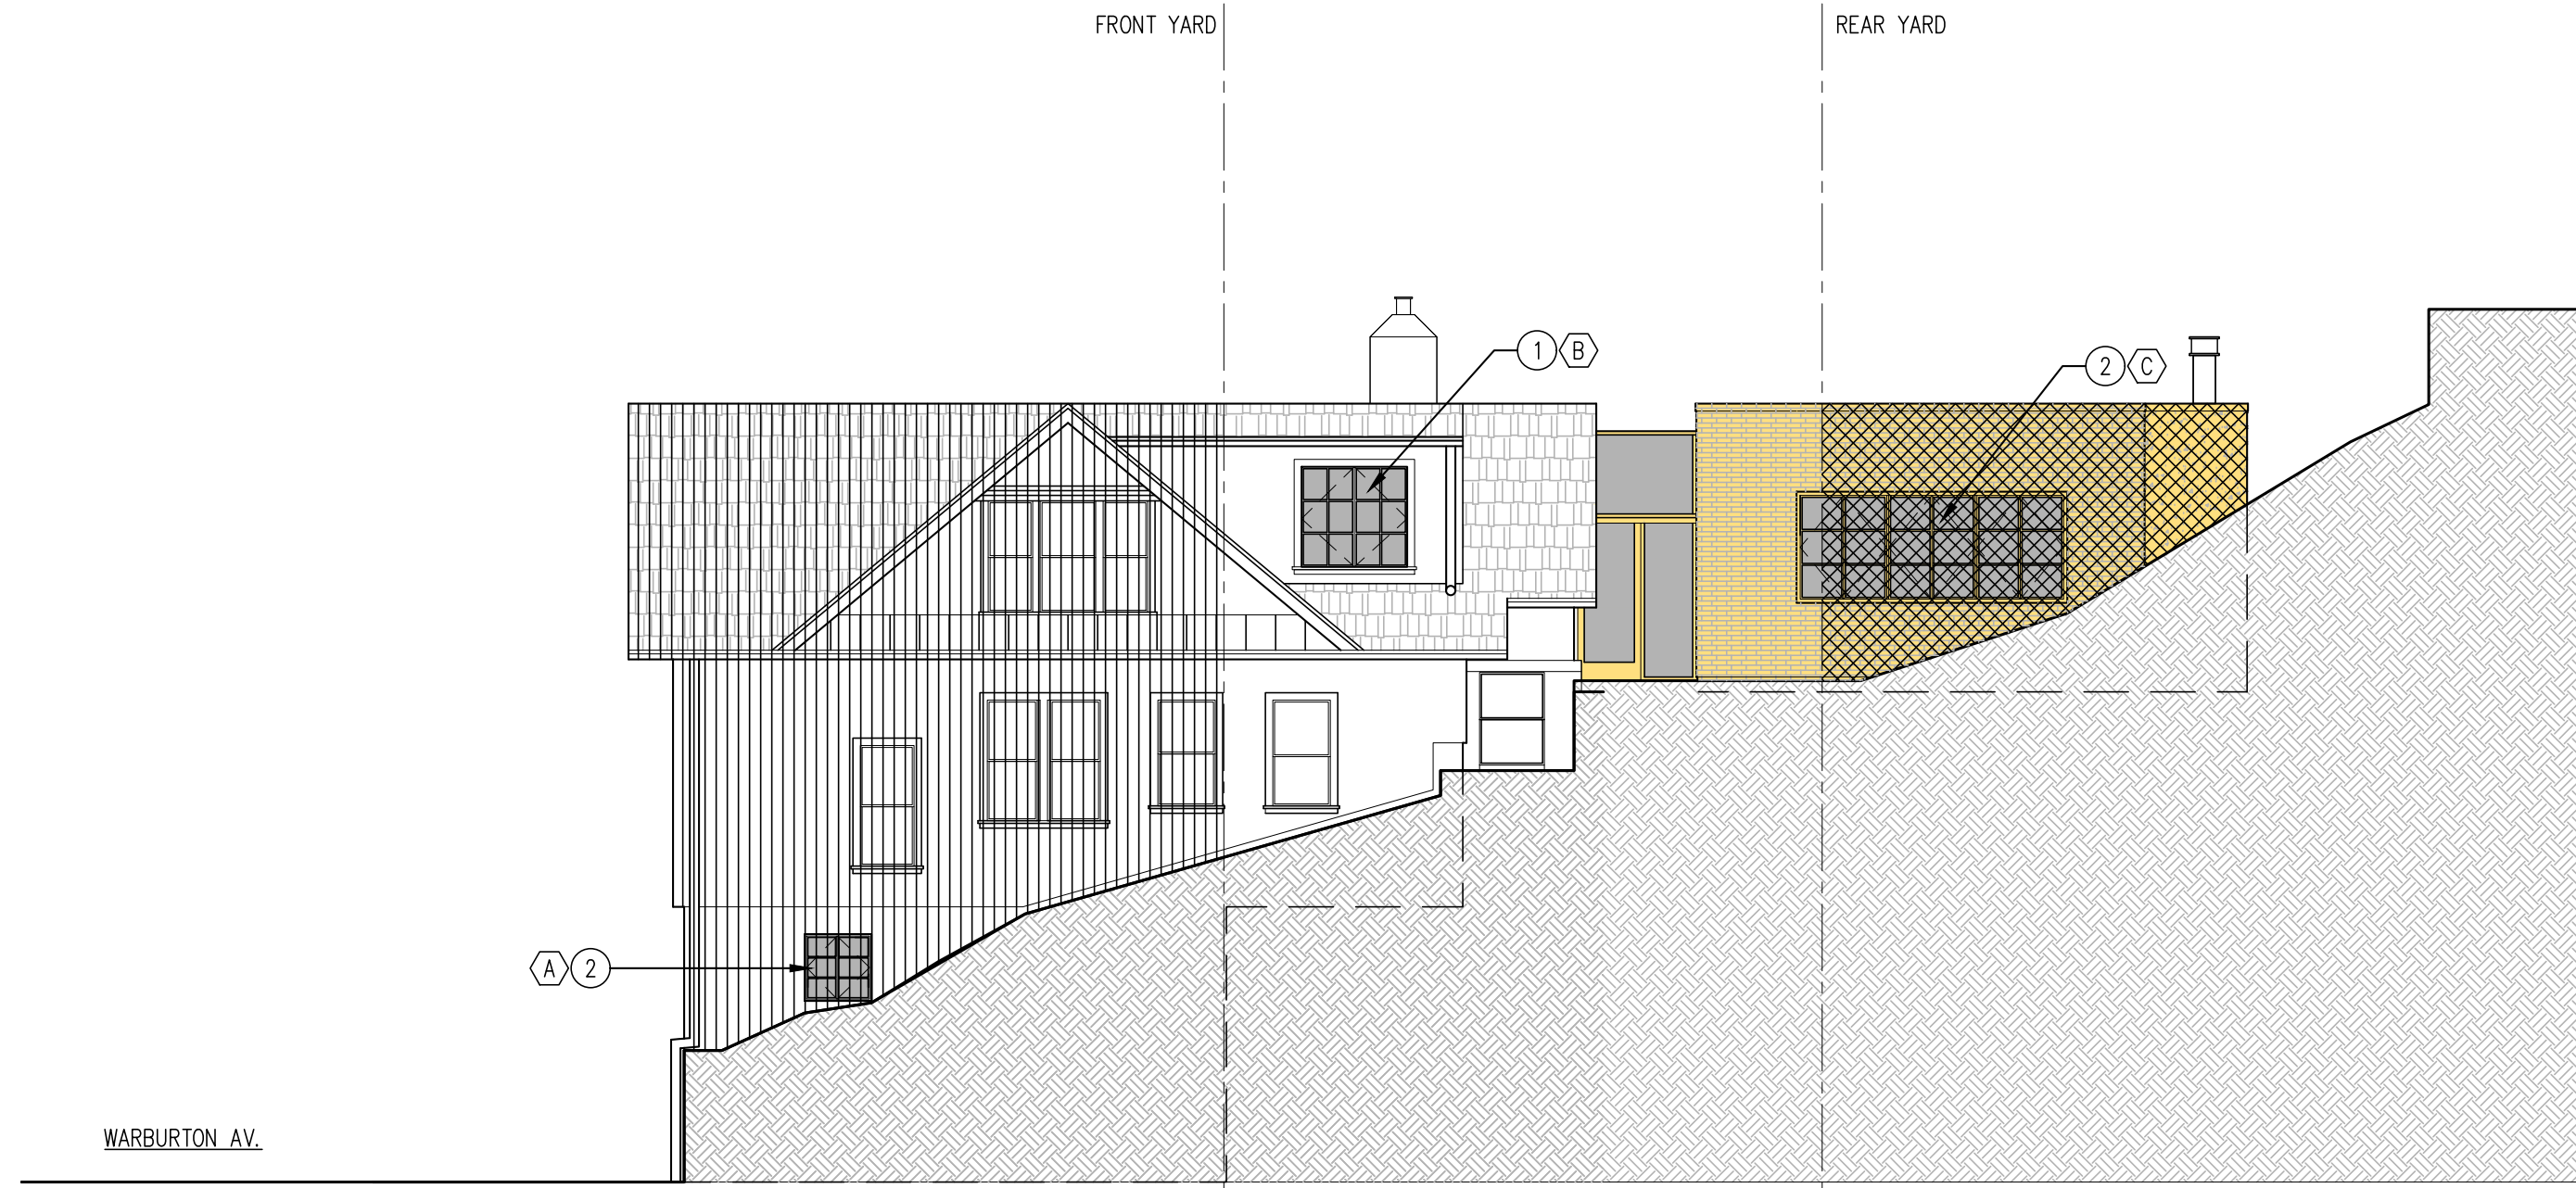 FRONT YARD
REAR YARD
1 B
2 C
A 2
WARBURTON AV.